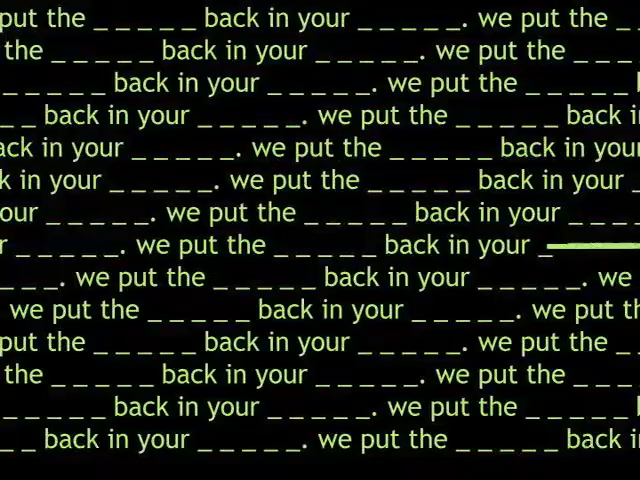 put the _ _ _ _ _ back in your _ _ _ _ _. we put the _ _
the _ _ _ _ _ back in your _ _ _ _ _. we put the _ _ _ _
_ _ _ _ _ back in your _ _ _ _ _. we put the _ _ _ _ _
_ _ back in your _ _ _ _ _. we put the _ _ _ _ _ back i
ack in your _ _ _ _ _. we put the _ _ _ _ _ back in your
k in your _ _ _ _ _. we put the _ _ _ _ _ back in your _
our _ _ _ _ _. we put the _ _ _ _ _ back in your _ _ _ _
r _ _ _ _ _. we put the _ _ _ _ _ back in your _
_ _ _. we put the _ _ _ _ _ back in your _ _ _ _ _. we
we put the _ _ _ _ _ back in your _ _ _ _ _. we put th
put the _ _ _ _ _ back in your _ _ _ _ _. we put the _ _
the _ _ _ _ _ back in your _ _ _ _ _. we put the _ _ _ _
_ _ _ _ _ back in your _ _ _ _ _. we put the _ _ _ _ _
_ _ back in your _ _ _ _ _. we put the _ _ _ _ _ back i